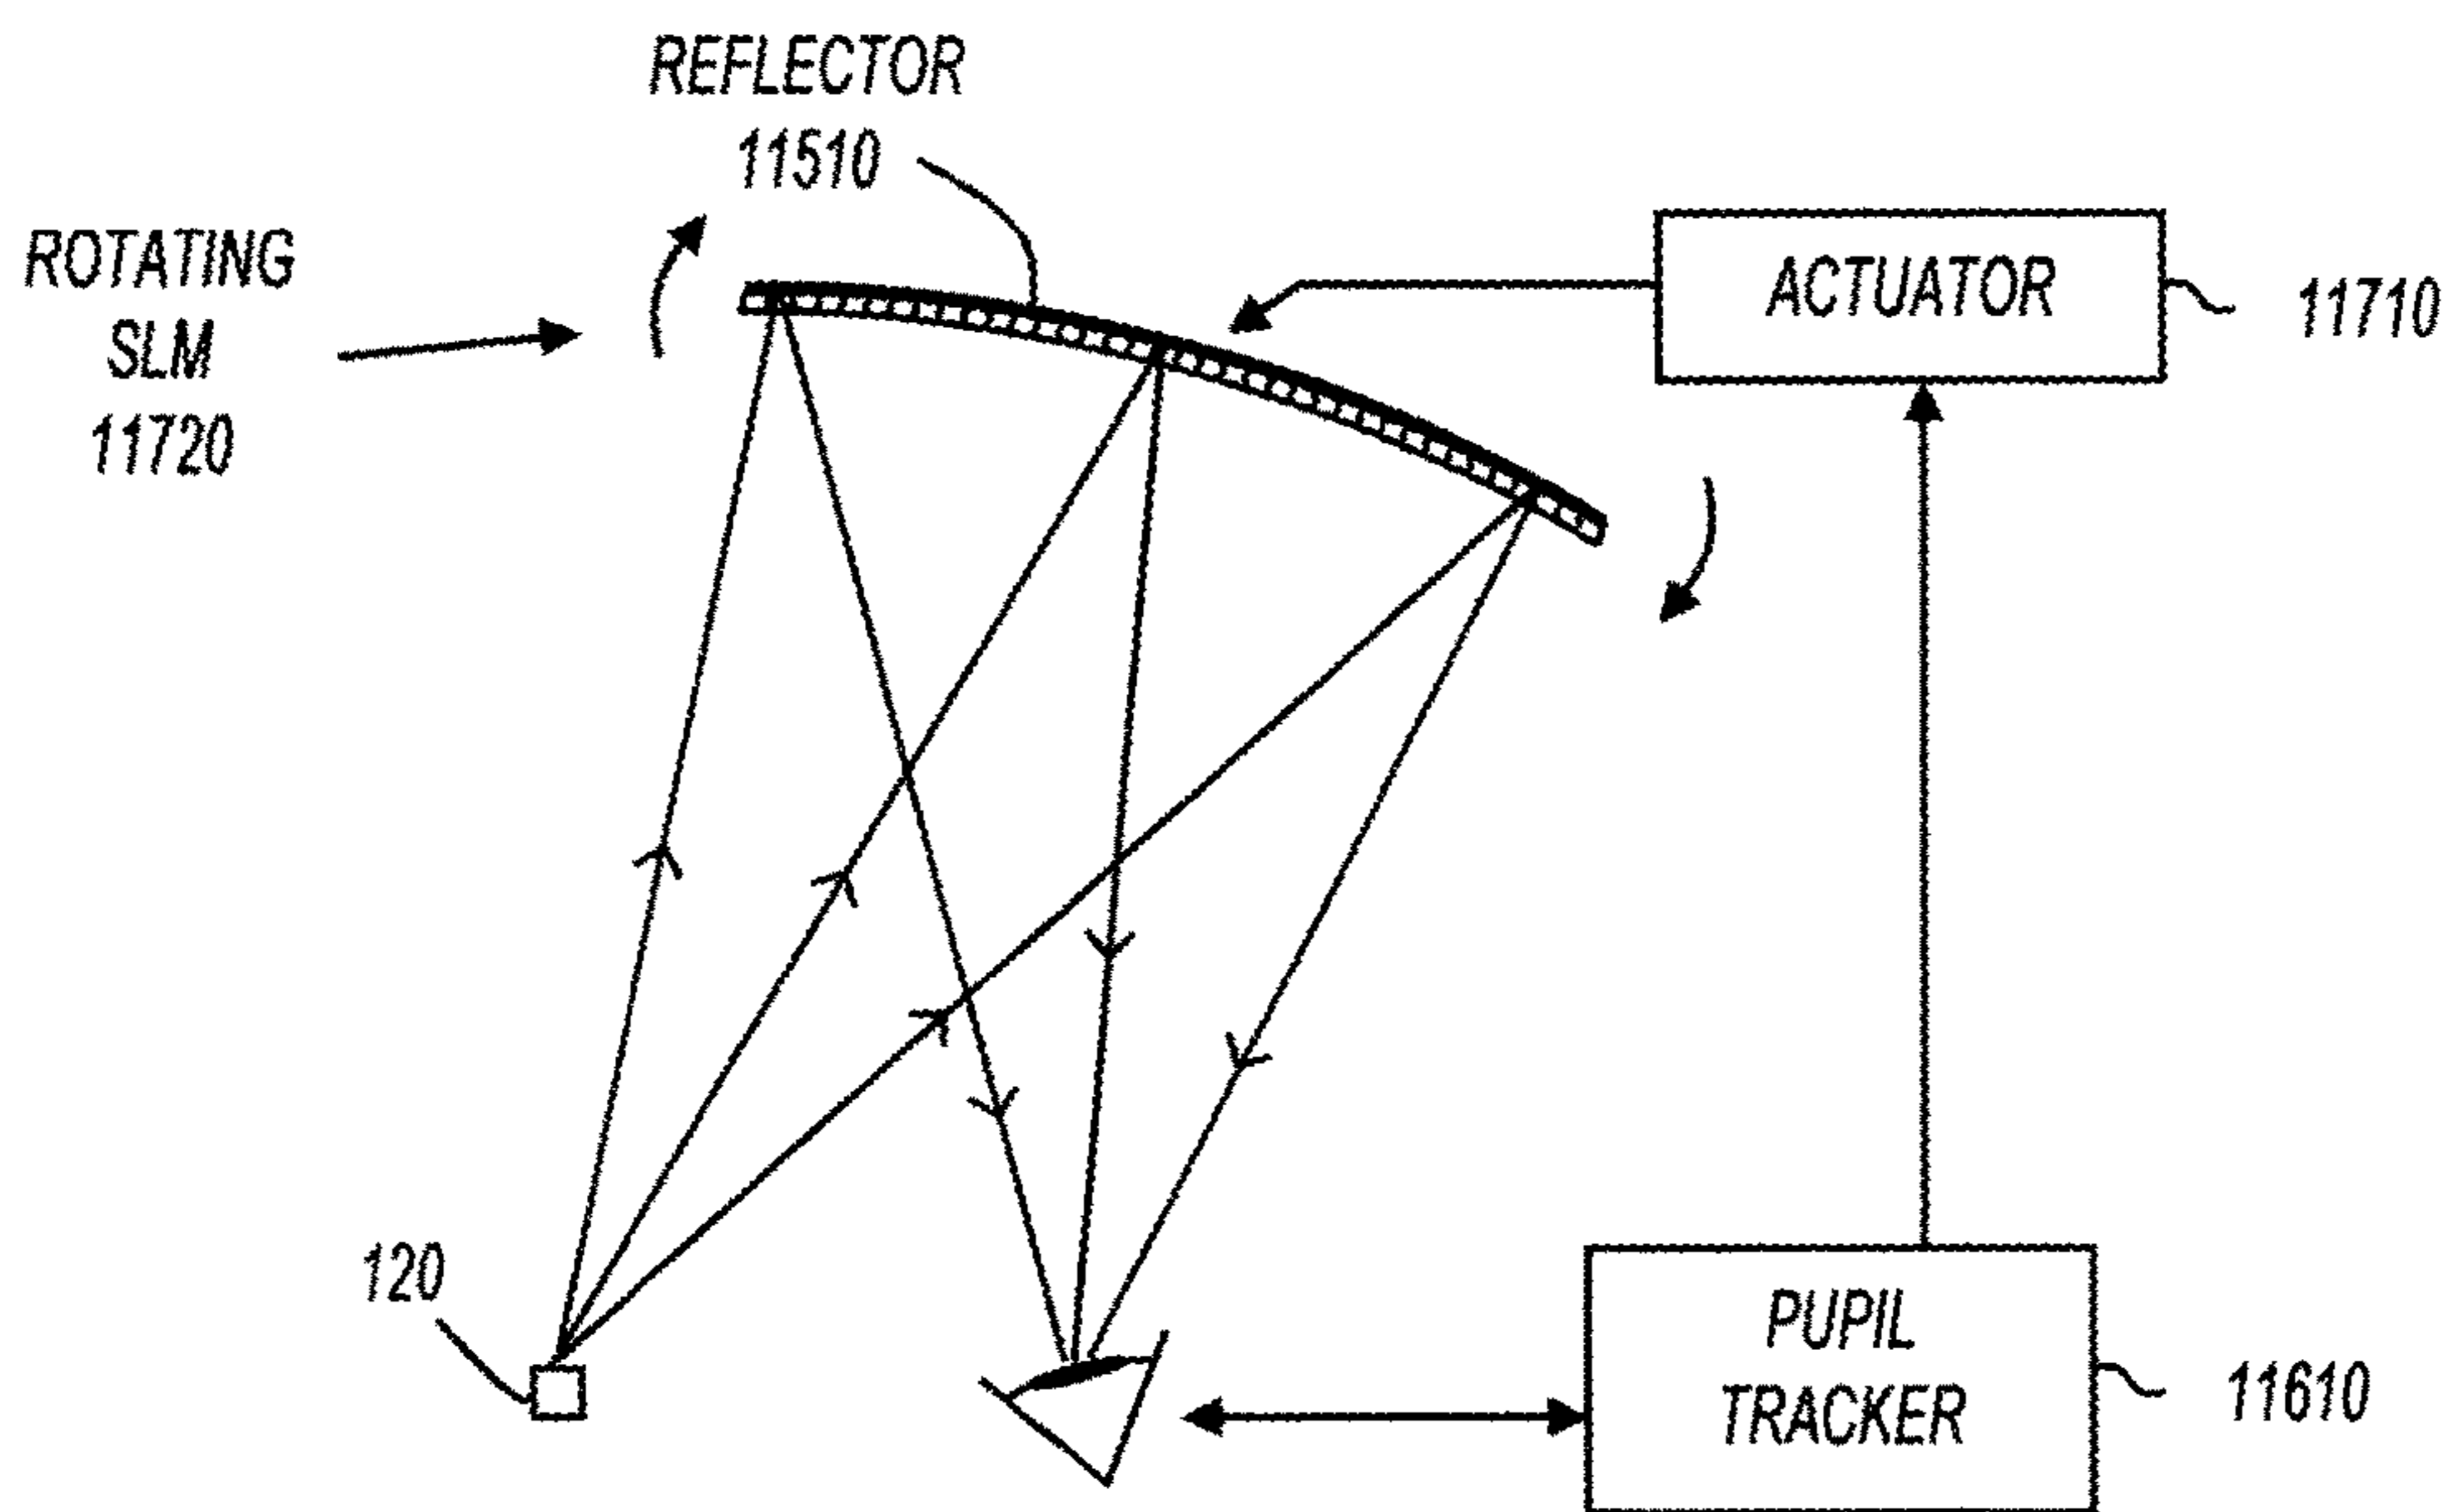 REFLECTOR
11510
ROTATING
SLM
11720
ACTUATOR
11710
120
PUPIL
TRACKER
11610